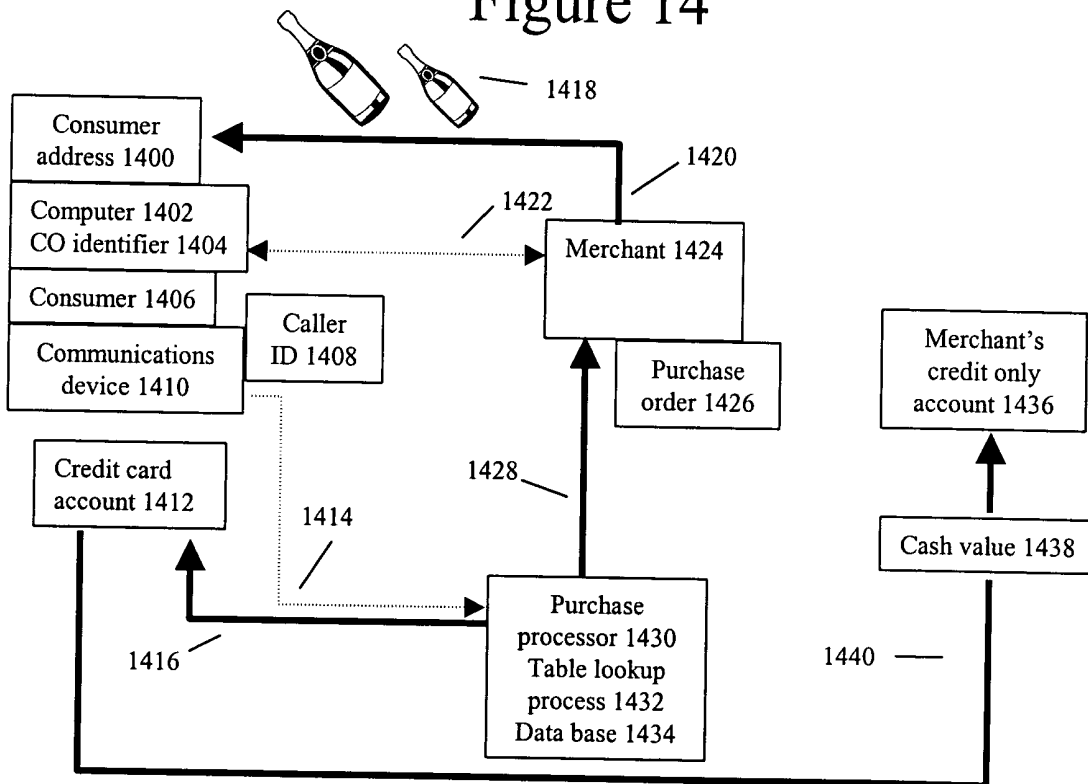 Figure 14
1418
Consumer
address 1400
1420
1422
Computer 1402
CO identifier 1404
Merchant 1424
Consumer 1406
Caller
ID 1408
Communications
device 1410
Purchase
order 1426
Merchant's
credit only
account 1436
Credit card
account 1412
1428
1414
Cash value 1438
Purchase
processor 1430
Table lookup
process 1432
Data base 1434
1416
1440